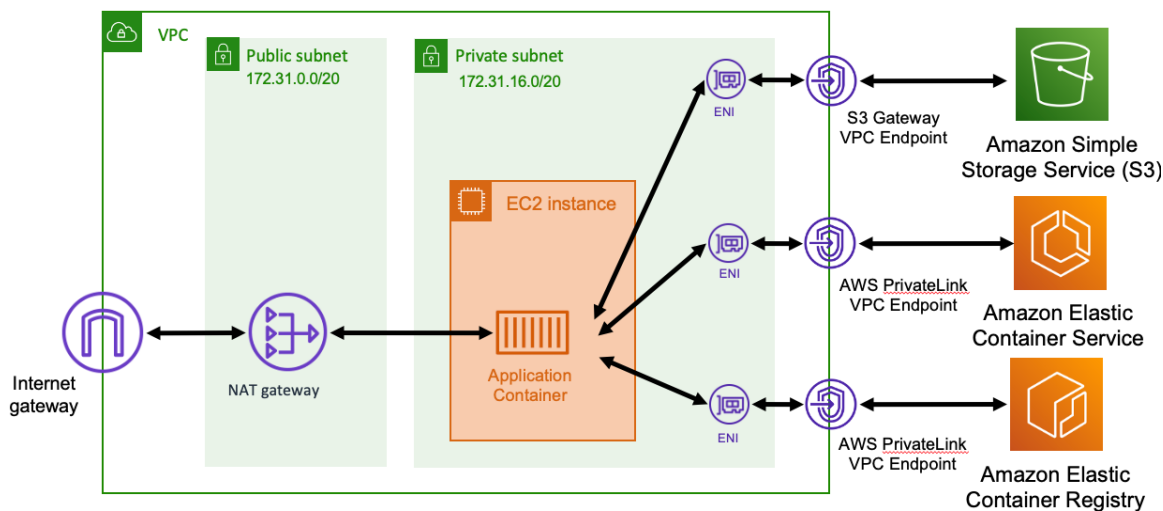 VPC
Public subnet
172.31.0.0/20
Private subnet
172.31.16.0/20
ENI
S3 Gateway
VPC Endpoint
Amazon Simple
Storage Service (S3)
EC2 instance
ENI
AWS PrivateLink
VPC Endpoint
Amazon Elastic
Container Service
Internet
gateway
NAT gateway
Application
Container
ENI
AWS PrivateLink
VPC Endpoint
Amazon Elastic
Container Registry